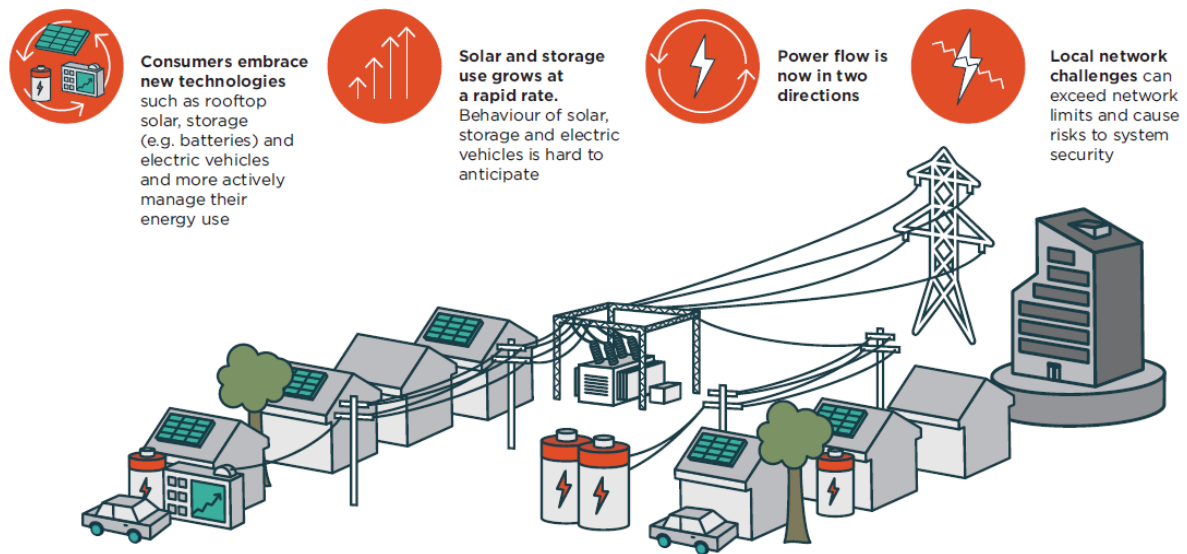 Consumers embrace
new technologies
such as rooftop
solar, storage
(e.g. batteries) and
electric vehicles
and more actively
manage their
energy use
Solar and storage
use grows at
a rapid rate.
Behaviour of solar,
storage and electric
vehicles is hard to
anticipate
Power flow is
now in two
directions
Local network
challenges can
exceed network
limits and cause
risks to system
security